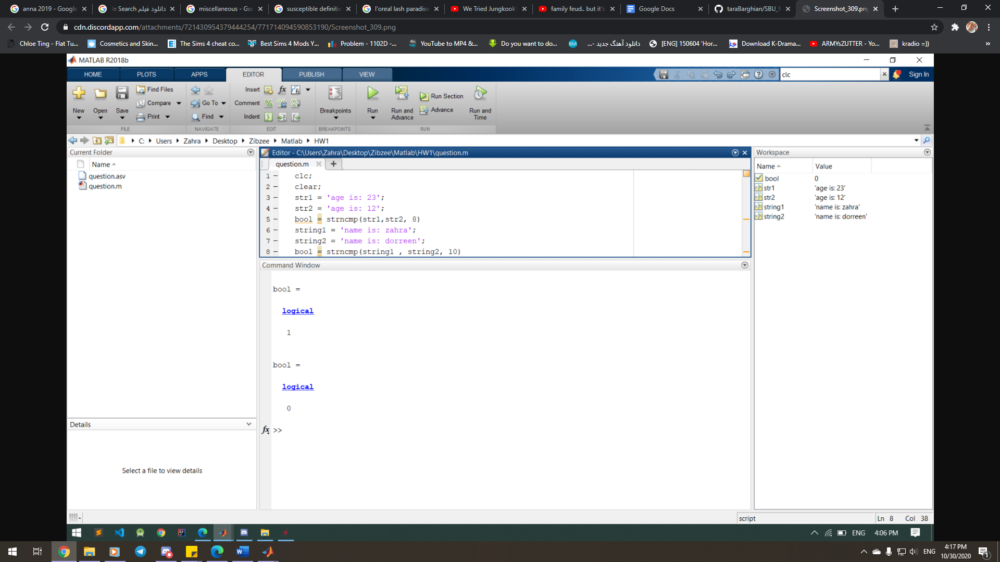 anna 2019 - Google
le Search دانلود فیلم
miscellaneous - Goo
susceptible definitio
l'oreal lash paradise
We Tried Jungkook'
family feud.. but it's
Google Docs
taraBarghian/SBU_M
Screenshot_309.png
cdn.discordapp.com/attachments/721430954379444254/771714094590853190/Screenshot_309.png
Chloe Ting - Flat Tu...
Cosmetics and Skin...
The Sims 4 cheat co...
Best Sims 4 Mods Y...
Problem - 1102D -...
YouTube to MP4 &...
Do you want to do...
دانلود آهنگ جدید -...
[ENG] 150604 'Hor...
Download K-Drama...
ARMYsZUTTER - Yo...
kradio =))
»
MATLAB R2018b
HOME PLOTS APPS EDITOR PUBLISH VIEW
clc
Sign In
New Open Save
Find Files
Compare
Print
FILE
Go To
Find
NAVIGATE
Insert fx
Comment
Indent
EDIT
Breakpoints
BREAKPOINTS
Run
Run and Advance
Run Section
Advance
Run and Time
RUN
C: Users Zahra Desktop Zibzee Matlab HW1
Current Folder
Name
question.asv
question.m
Details
Select a file to view details
Editor - C:\Users\Zahra\Desktop\Zibzee\Matlab\HW1\question.m
question.m
1 – clc;
2 – clear;
3 – str1 = 'age is: 23';
4 – str2 = 'age is: 12';
5 – bool = strncmp(str1,str2, 8)
6 – string1 = 'name is: zahra';
7 – string2 = 'name is: dorreen';
8 – bool = strncmp(string1 , string2, 10)
Command Window
bool =
logical
1
bool =
logical
0
fx >>
Workspace
Name Value
bool 0
str1 'age is: 23'
str2 'age is: 12'
string1 'name is: zahra'
string2 'name is: dorreen'
script
Ln 8 Col 38
ENG 4:06 PM
ENG
4:17 PM
10/30/2020
1